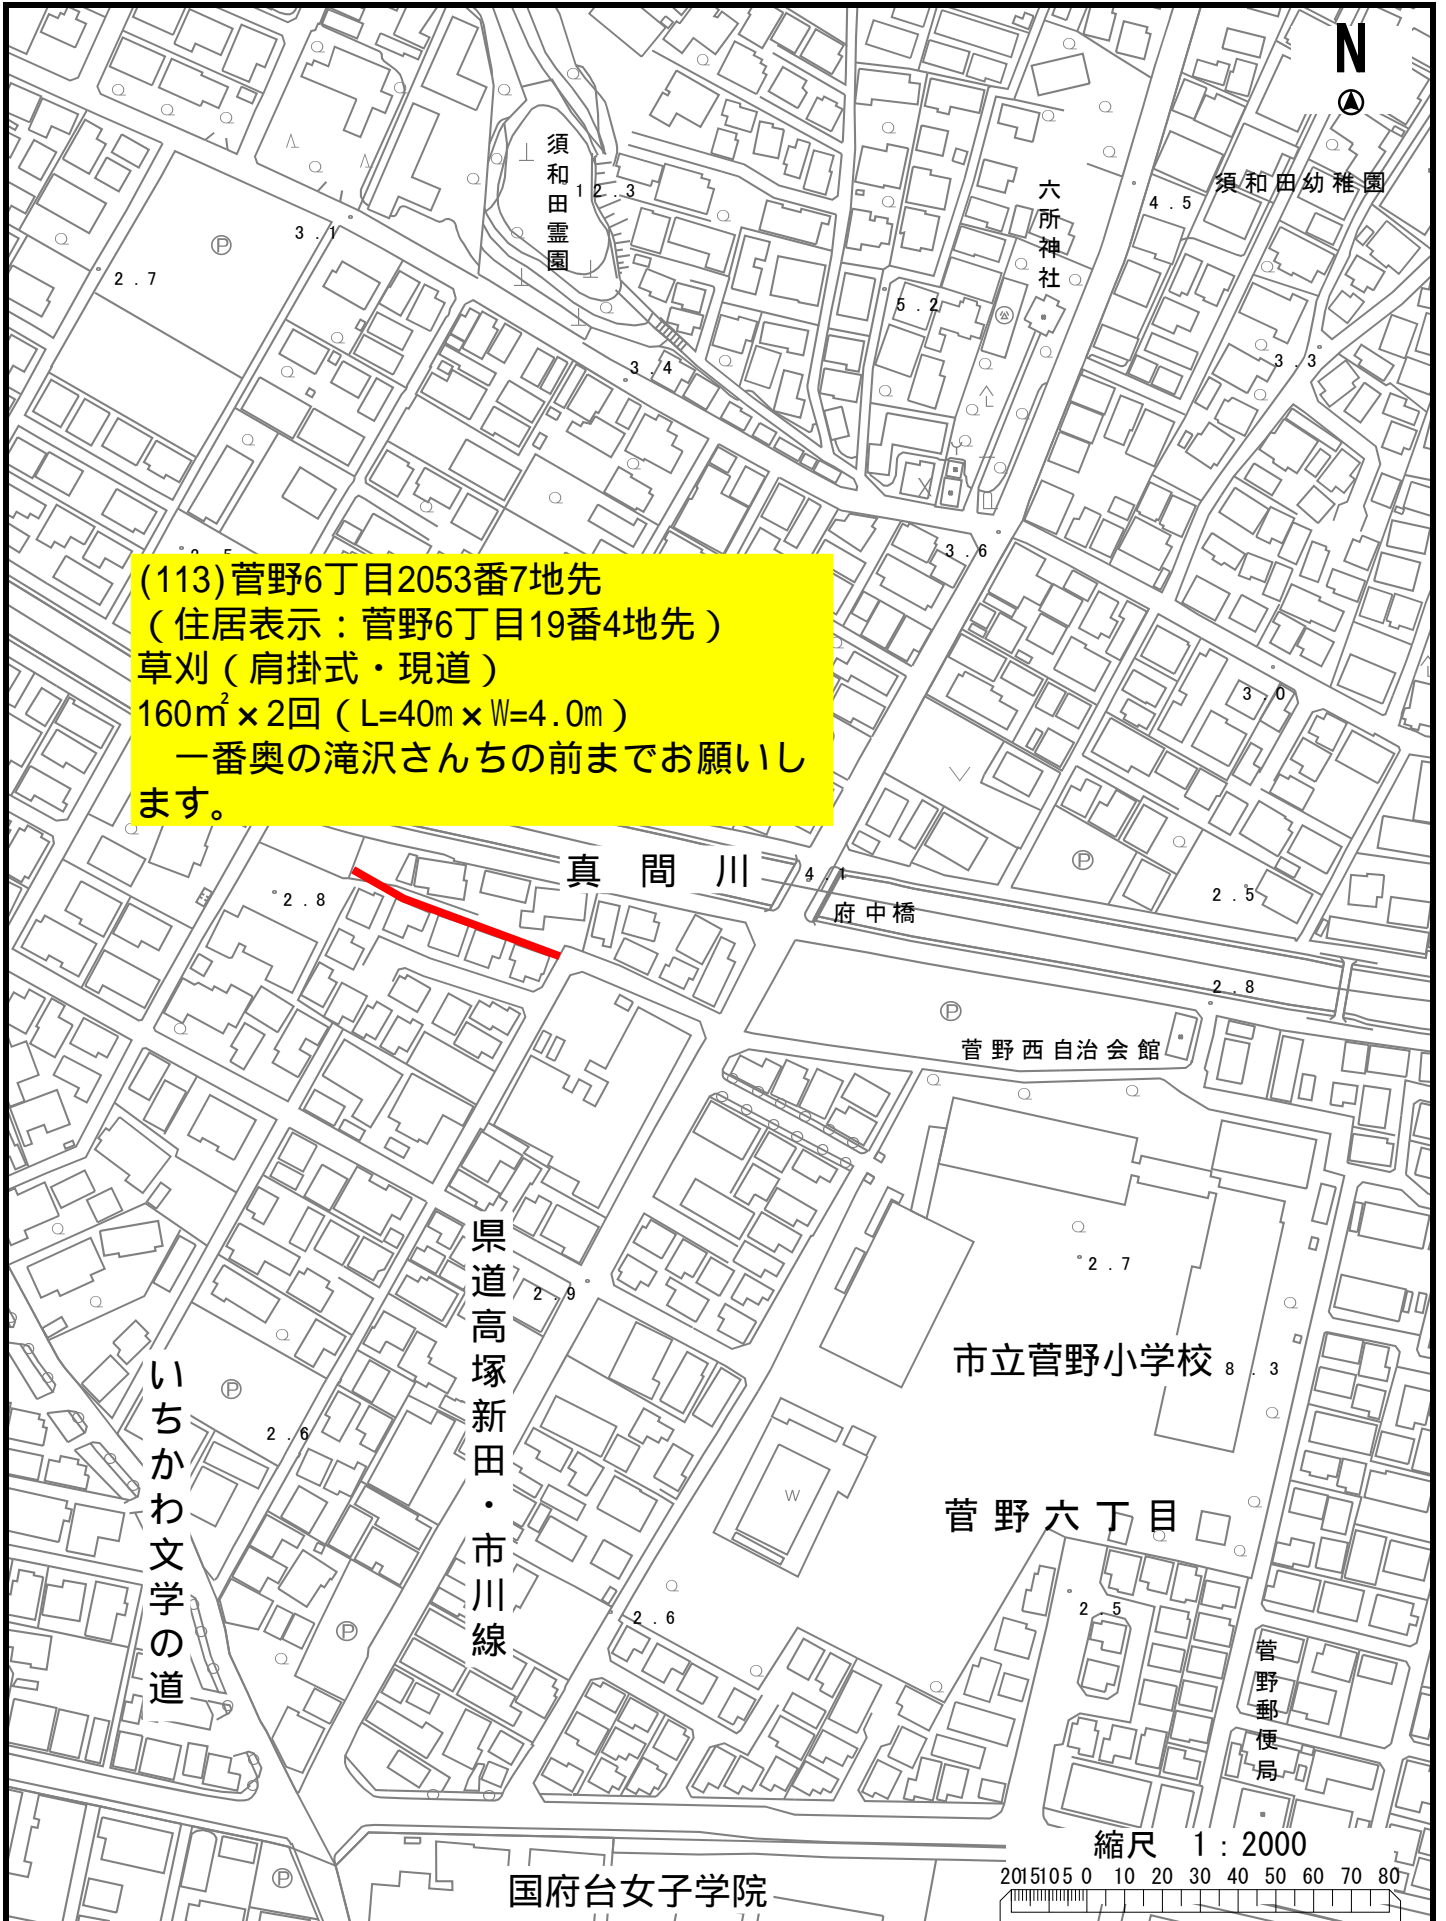 N
須和田霊園
12.3
六所神社
4.5
須和田幼稚園
3.1
2.7
P
5.2
3.3
3.4
3.6
2.5
(113)菅野6丁目2053番7地先
（住居表示：菅野6丁目19番4地先）
草刈（肩掛式・現道）
160㎡×2回（L=40m×W=4.0m）
　一番奥の滝沢さんちの前までお願いし
ます。
3.0
P
真　間　川
4.1
府中橋
2.5
2.8
2.8
P
菅野西自治会館
県道高塚新田・市川線
2.9
2.7
市立菅野小学校
8.3
いちかわ文学の道
P
2.6
W
菅野六丁目
2.6
2.5
P
菅野郵便局
P
国府台女子学院
縮尺　1：2000
20 15 10 5 0 10 20 30 40 50 60 70 80